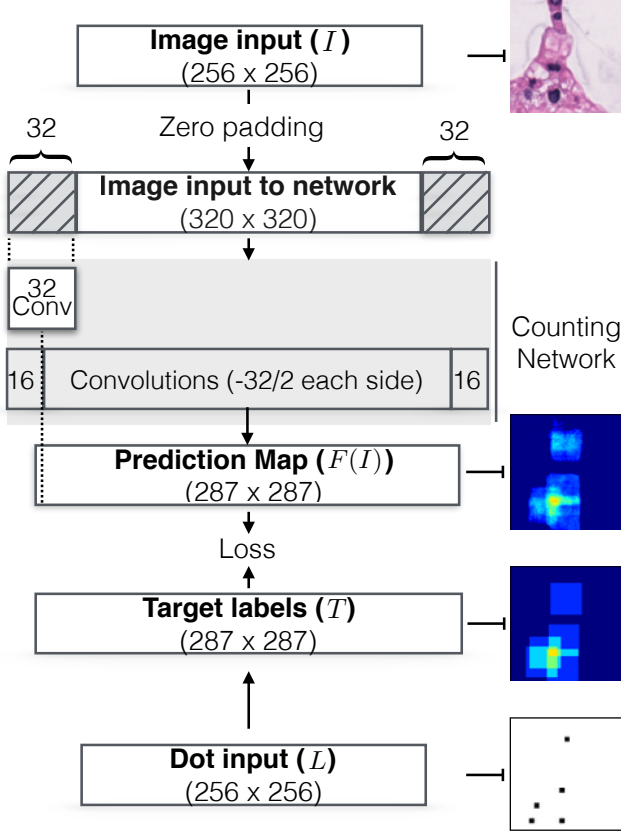 Image input (I)
(256 x 256)
Zero padding
32
32
Image input to network
(320 x 320)
32
Conv
Counting
Network
16
Convolutions (-32/2 each side)
16
Prediction Map (F(I))
(287 x 287)
Loss
Target labels (T)
(287 x 287)
Dot input (L)
(256 x 256)